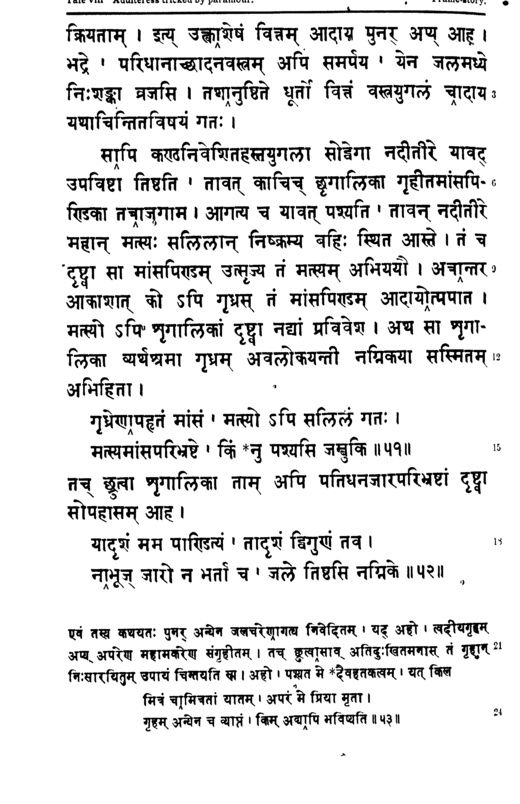 Tale viii Adulteress tricked by paramour. Frame-story.
क्रियताम् । इत्य् उक्त्वाशेषं वित्तम् आदाय पुनर् अप्य् आह ।
भद्रे ' परिधानाच्छादनवस्त्रम् अपि समर्पय ' येन जलमध्ये
निःशङ्का व्रजसि । तथानुष्ठिते धूर्तो वित्तं वस्त्रयुगलं चादाय 3
यथाचिन्तितविषयं गतः ।
सापि कण्ठनिवेशितहस्तयुगला सोद्वेगा नदीतीरे यावद्
उपविष्टा तिष्ठति ' तावत् काचिच् छृगालिका गृहीतमांसपि- 6
ण्डिका तत्राजगाम । आगत्य च यावत् पश्यति ' तावन् नदीतीरे
महान् मत्स्यः सलिलान् निष्क्रम्य बहिः स्थित आस्ते । तं च
दृष्ट्वा सा मांसपिण्डम् उत्सृज्य तं मत्स्यम् अभिययौ । अत्रान्तर 9
आकाशात् को ऽपि गृध्रस् तं मांसपिण्डम् आदायोत्पपात ।
मत्स्यो ऽपि शृगालिकां दृष्ट्वा नद्यां प्रविवेश । अथ सा शृगा-
लिका व्यर्थश्रमा गृध्रम् अवलोकयन्ती नग्निकया सस्मितम् 12
अभिहिता ।
गृध्रेणापहृतं मांसं ' मत्स्यो ऽपि सलिलं गतः ।
मत्स्यमांसपरिभ्रष्टे ' किं *नु पश्यसि जम्बुकि ॥ ५१॥ 15
तच् छ्रुत्वा शृगालिका ताम् अपि पतिधनजारपरिभ्रष्टां दृष्ट्वा
सोपहासम् आह ।
यादृशं मम पाण्डित्यं ' तादृशं द्विगुणं तव ।  18
नाभूज् जारो न भर्ता च ' जले तिष्ठसि नग्निके ॥ ५२॥
एवं तस्य कथयतः पुनर् अन्येन जलचरेणागत्य निवेदितम् । यद् अहो । त्वदीयगृहम्
अप्य् अपरेण महामकरेण संगृहीतम् । तच् छ्रुत्वासाव् अतिदुःखितमनास् तं गृहान् 21
निःसारयितुम् उपायं चिन्तयति स्म । अहो । पश्यत मे *दैवहतकत्वम् । यत् किल
मित्रं चामित्रतां यातम् । अपरं मे प्रिया मृता ।
गृहम् अन्येन च व्याप्तं । किम् अद्यापि भविष्यति ॥ ५३॥ 24